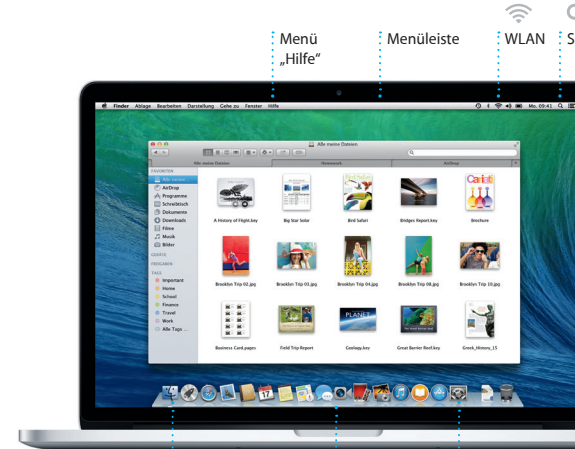 Menü
„Hilfe“
Menüleiste
WLAN
S
Finder Ablage Bearbeiten Darstellung Gehe zu Fenster Hilfe
Mo. 09:41
Alle meine Dateien
Alle meine Dateien Homework AirDrop
FAVORITEN
Alle meine
AirDrop
Programme
Schreibtisch
Dokumente
Downloads
Filme
Musik
Bilder
GERÄTE
FREIGABEN
TAGS
Important
Home
School
Finance
Travel
Work
Alle Tags ...
A History of Flight.key
Big Star Solar
Bird Safari
Bridges Report.key
Brochure
Cariati
Brooklyn Trip 02.jpg
Brooklyn Trip 03.jpg
Brooklyn Trip 04.jpg
Brooklyn Trip 08.jpg
Brooklyn Trip 10.jpg
PLANET
Business Card.pages
Field Trip Report
Geology.key
Great Barrier Reef.key
Greek_History_15
17